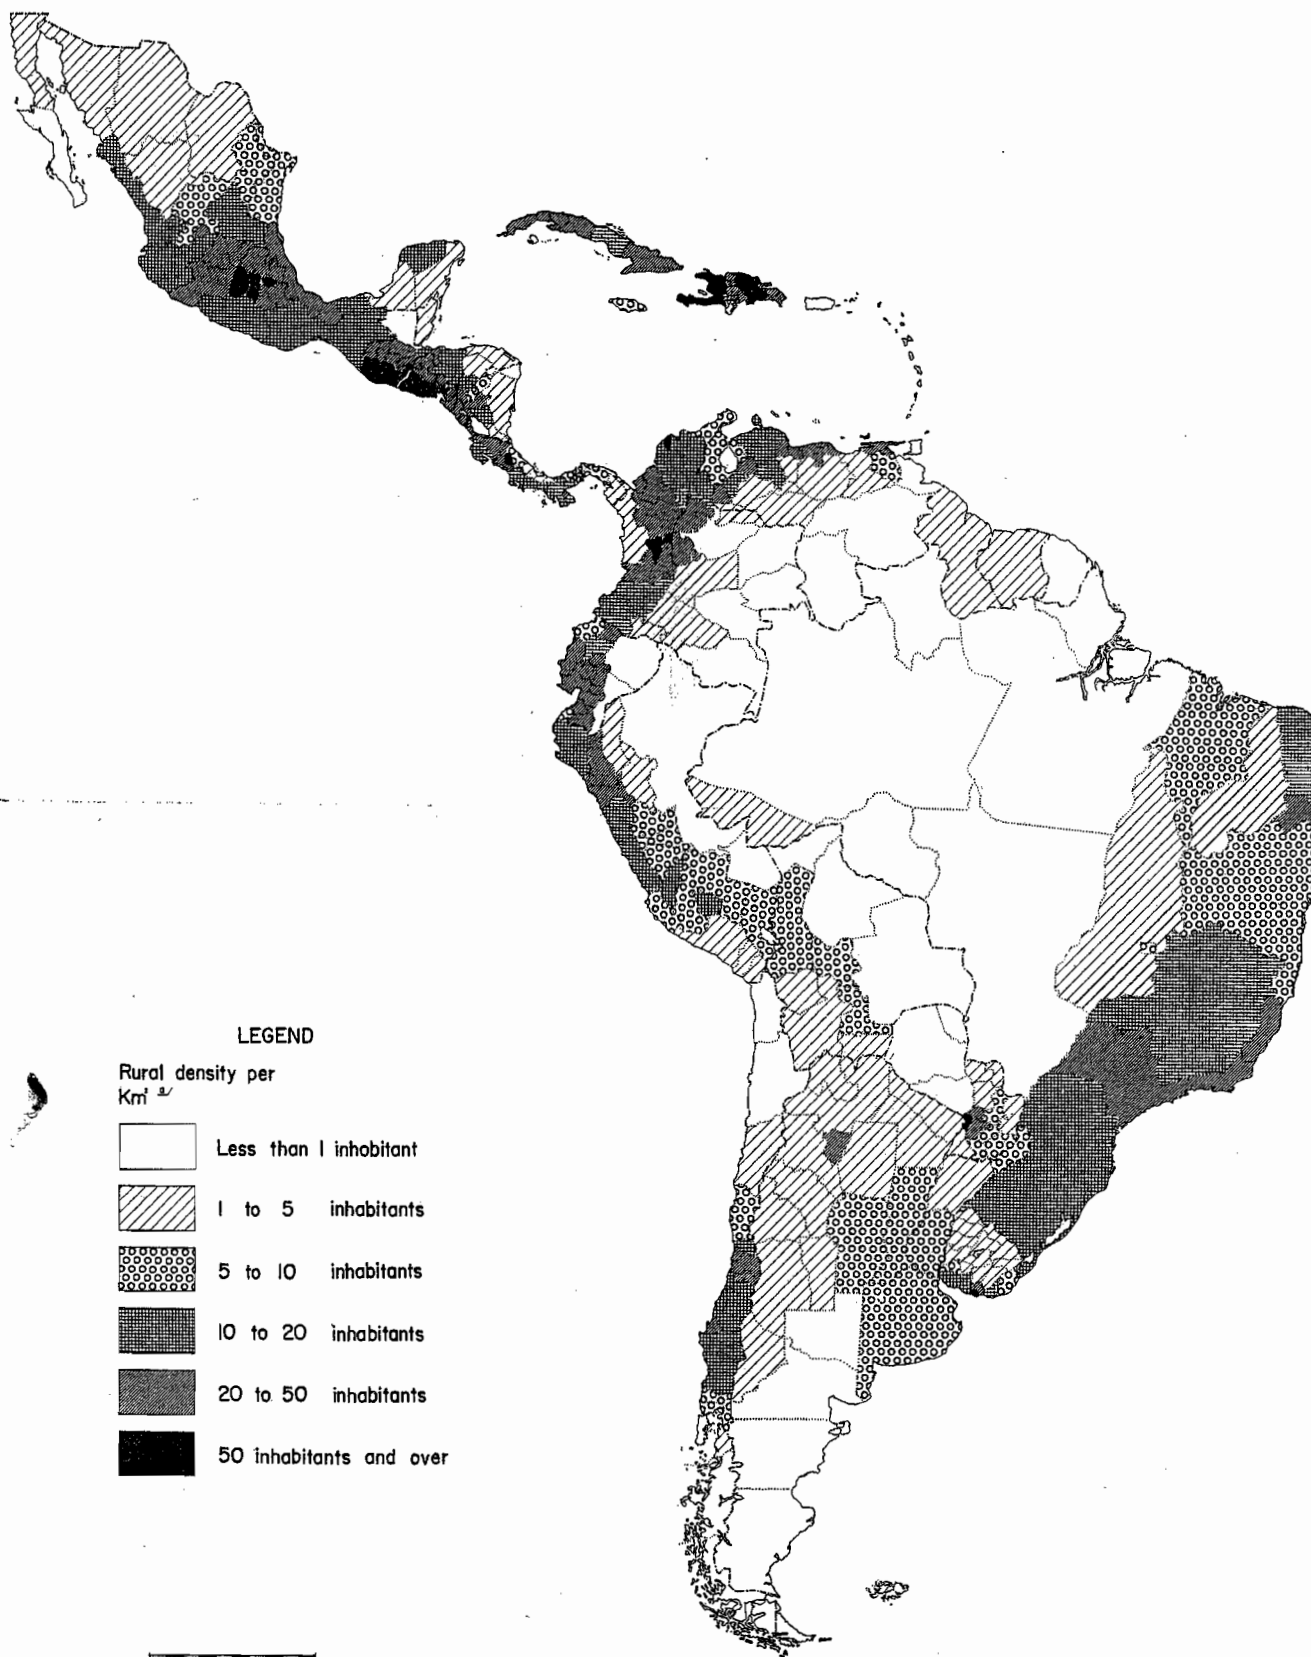 LEGEND
Rural density per
Km² a/
Less than 1 inhobitant
1 to 5 inhabitants
5 to 10 inhabitants
10 to 20 inhabitants
20 to 50 inhabitants
50 inhabitants and over